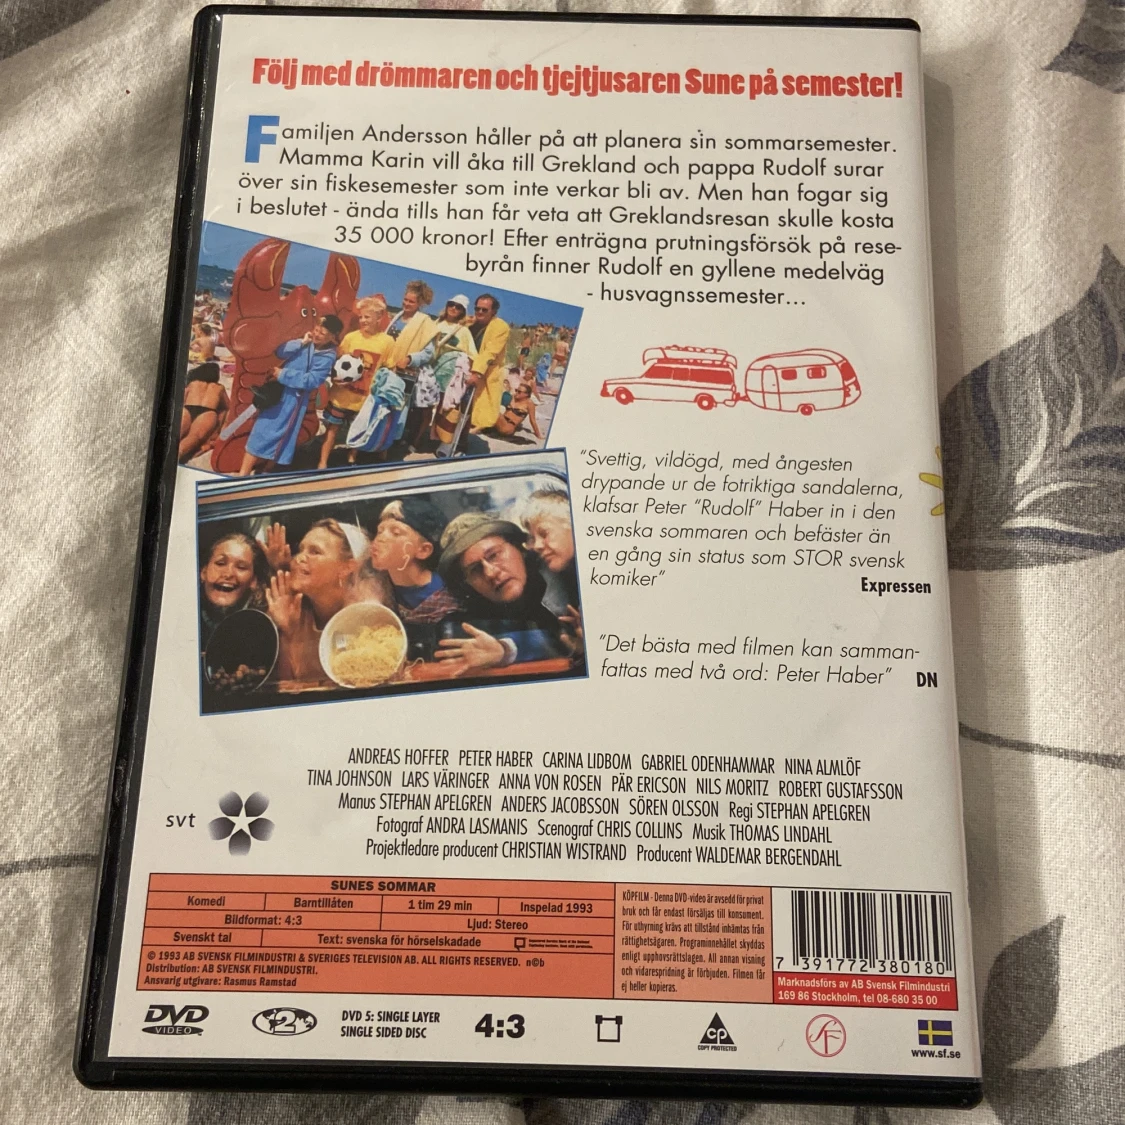 Följ med drömmaren och tjejtjusaren Sune på semester!
Familjen Andersson håller på att planera sin sommarsemester.
Mamma Karin vill åka till Grekland och pappa Rudolf surar
över sin fiskesemester som inte verkar bli av. Men han fogar sig
i beslutet - ända tills han får veta att Greklandsresan skulle kosta
35 000 kronor! Efter enträgna prutningsförsök på rese-
byrån finner Rudolf en gyllene medelväg
- husvagnssemester...
"Svettig, vildögd, med ångesten
drypande ur de fotriktiga sandalerna,
klafsar Peter "Rudolf" Haber in i den
svenska sommaren och befäster än
en gång sin status som STOR svensk
komiker"
Expressen
"Det bästa med filmen kan samman-
fattas med två ord: Peter Haber"
DN
ANDREAS HOFFER PETER HABER CARINA LIDBOM GABRIEL ODENHAMMAR NINA ALMLÖF
TINA JOHNSON LARS VÄRINGER ANNA VON ROSEN PÄR ERICSON NILS MORITZ ROBERT GUSTAFSSON
Manus STEPHAN APELGREN ANDERS JACOBSSON SÖREN OLSSON Regi STEPHAN APELGREN
Fotograf ANDRA LASMANIS Scenograf CHRIS COLLINS Musik THOMAS LINDAHL
Projektledare producent CHRISTIAN WISTRAND Producent WALDEMAR BERGENDAHL
svt
SUNES SOMMAR
Komedi Barntillåten 1 tim 29 min Inspelad 1993
Bildformat: 4:3 Ljud: Stereo
Svenskt tal Text: svenska för hörselskadade
© 1993 AB SVENSK FILMINDUSTRI & SVERIGES TELEVISION AB. ALL RIGHTS RESERVED. n©b
Distribution: AB SVENSK FILMINDUSTRI.
Ansvarig utgivare: Rasmus Ramstad
KÖPFILM - Denna DVD-video är avsedd för privat
bruk och får endast försäljas till konsument.
För uthyrning krävs att tillstånd inhämtas från
rättighetsägaren. Programinnehållet skyddas
enligt upphovsrättslagen. All annan visning
och vidarespridning är förbjuden. Filmen får
ej heller kopieras.
7 391772 380180
Marknadsförs av AB Svensk Filmindustri
169 86 Stockholm, tel 08-680 35 00
DVD
VIDEO
2
DVD 5: SINGLE LAYER
SINGLE SIDED DISC
4:3
CP
COPY PROTECTED
SF
www.sf.se